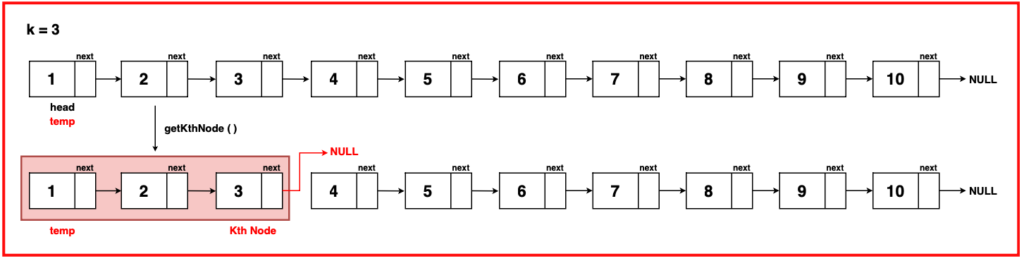 k = 3
next next next next next next next next next next
1 2 3 4 5 6 7 8 9 10 NULL
head
temp
getKthNode ( )
NULL
next next next next next next next next next next
1 2 3 4 5 6 7 8 9 10 NULL
temp Kth Node